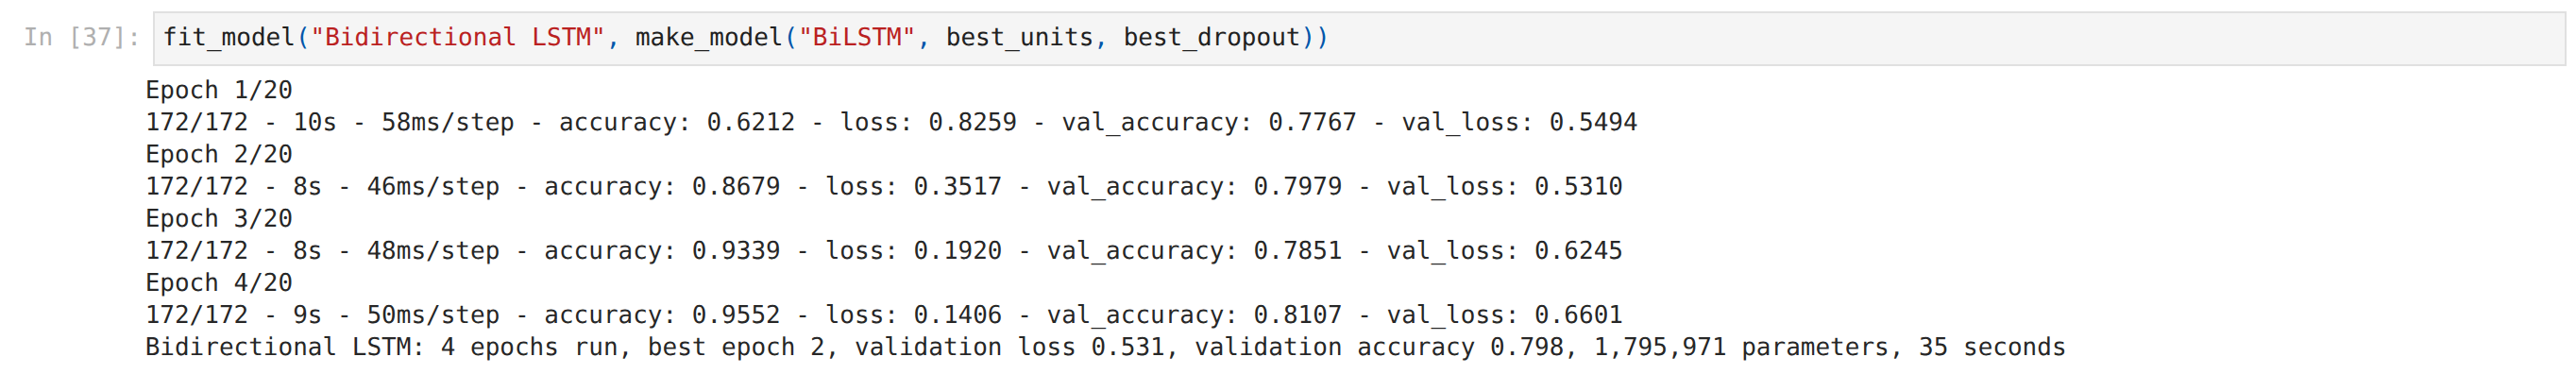 In [37]: fit_model("Bidirectional LSTM", make_model("BiLSTM", best_units, best_dropout))
Epoch 1/20
172/172 - 10s - 58ms/step - accuracy: 0.6212 - loss: 0.8259 - val_accuracy: 0.7767 - val_loss: 0.5494
Epoch 2/20
172/172 - 8s - 46ms/step - accuracy: 0.8679 - loss: 0.3517 - val_accuracy: 0.7979 - val_loss: 0.5310
Epoch 3/20
172/172 - 8s - 48ms/step - accuracy: 0.9339 - loss: 0.1920 - val_accuracy: 0.7851 - val_loss: 0.6245
Epoch 4/20
172/172 - 9s - 50ms/step - accuracy: 0.9552 - loss: 0.1406 - val_accuracy: 0.8107 - val_loss: 0.6601
Bidirectional LSTM: 4 epochs run, best epoch 2, validation loss 0.531, validation accuracy 0.798, 1,795,971 parameters, 35 seconds